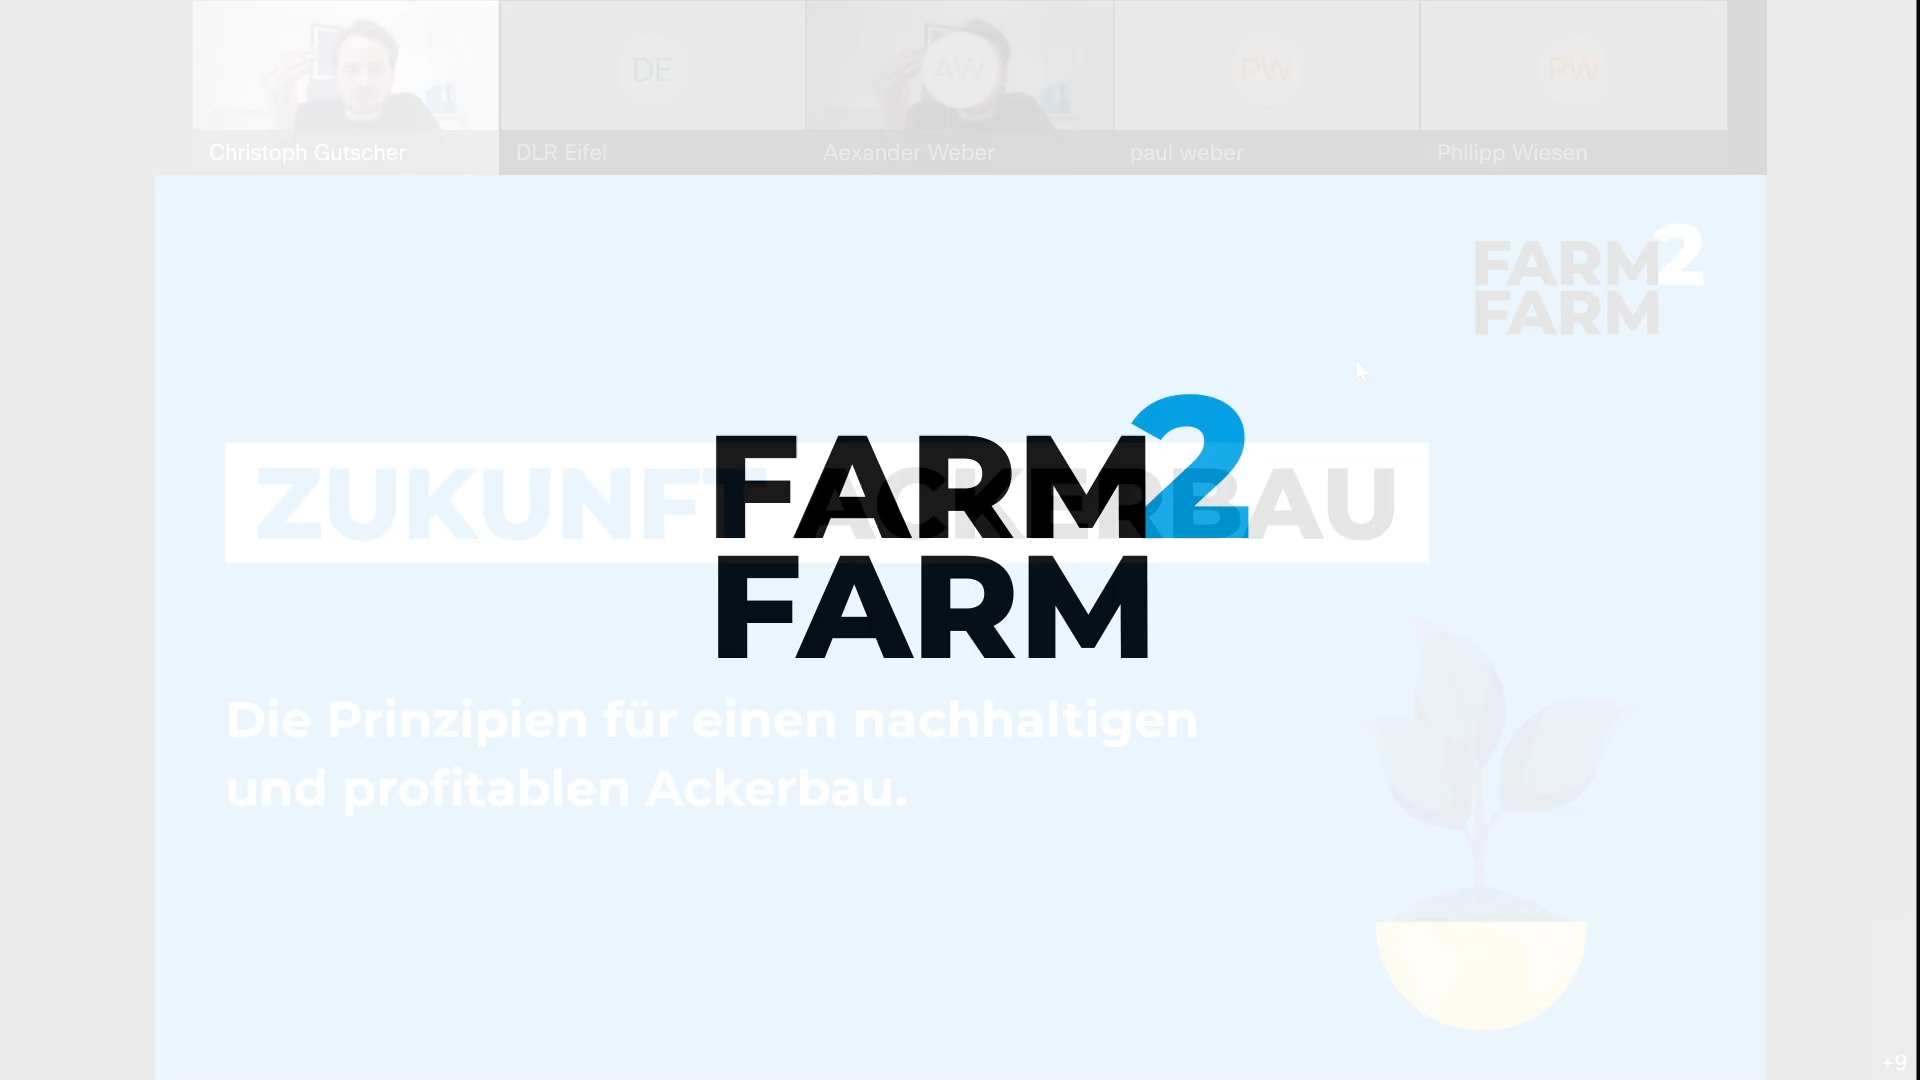 DE
AW
PW
PW
Christoph Gutscher
DLR Eifel
Aexander Weber
paul weber
Philipp Wiesen
FARM2
FARM
ZUKUNFT ACKERBAU
FARM2
FARM
Die Prinzipien für einen nachhaltigen
und profitablen Ackerbau.
+9